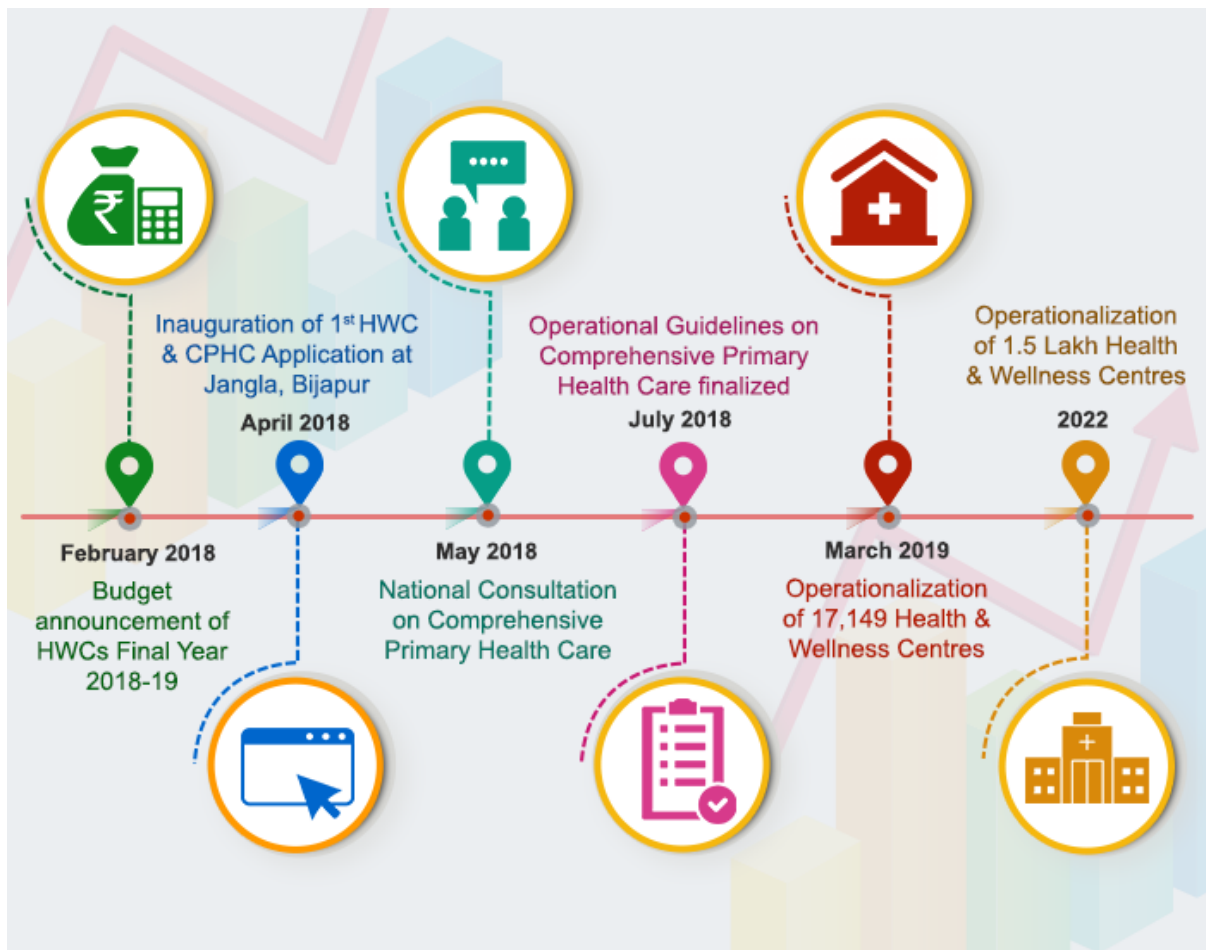 February 2018
Budget
announcement of
HWCs Final Year
2018-19
Inauguration of 1st HWC
& CPHC Application at
Jangla, Bijapur
April 2018
May 2018
National Consultation
on Comprehensive
Primary Health Care
Operational Guidelines on
Comprehensive Primary
Health Care finalized
July 2018
March 2019
Operationalization
of 17,149 Health &
Wellness Centres
Operationalization
of 1.5 Lakh Health
& Wellness Centres
2022
₹